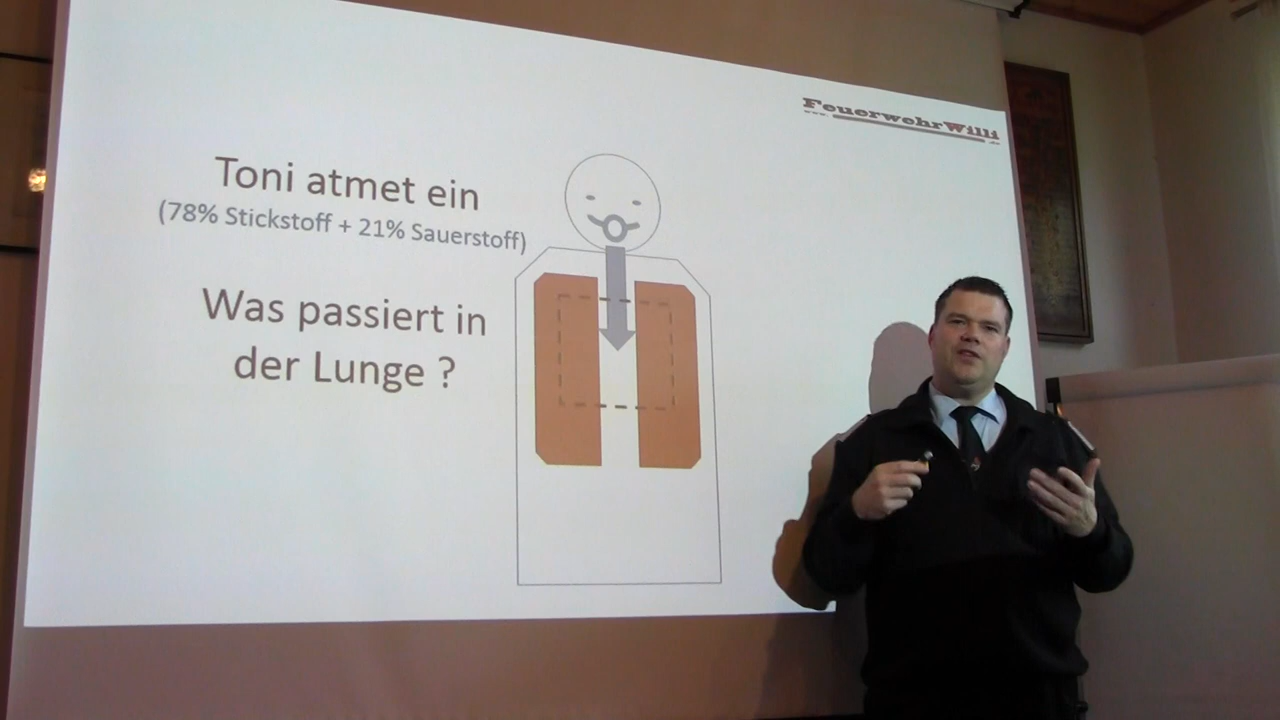 FeuerwehrWilli
Toni atmet ein
(78% Stickstoff + 21% Sauerstoff)
Was passiert in
der Lunge ?